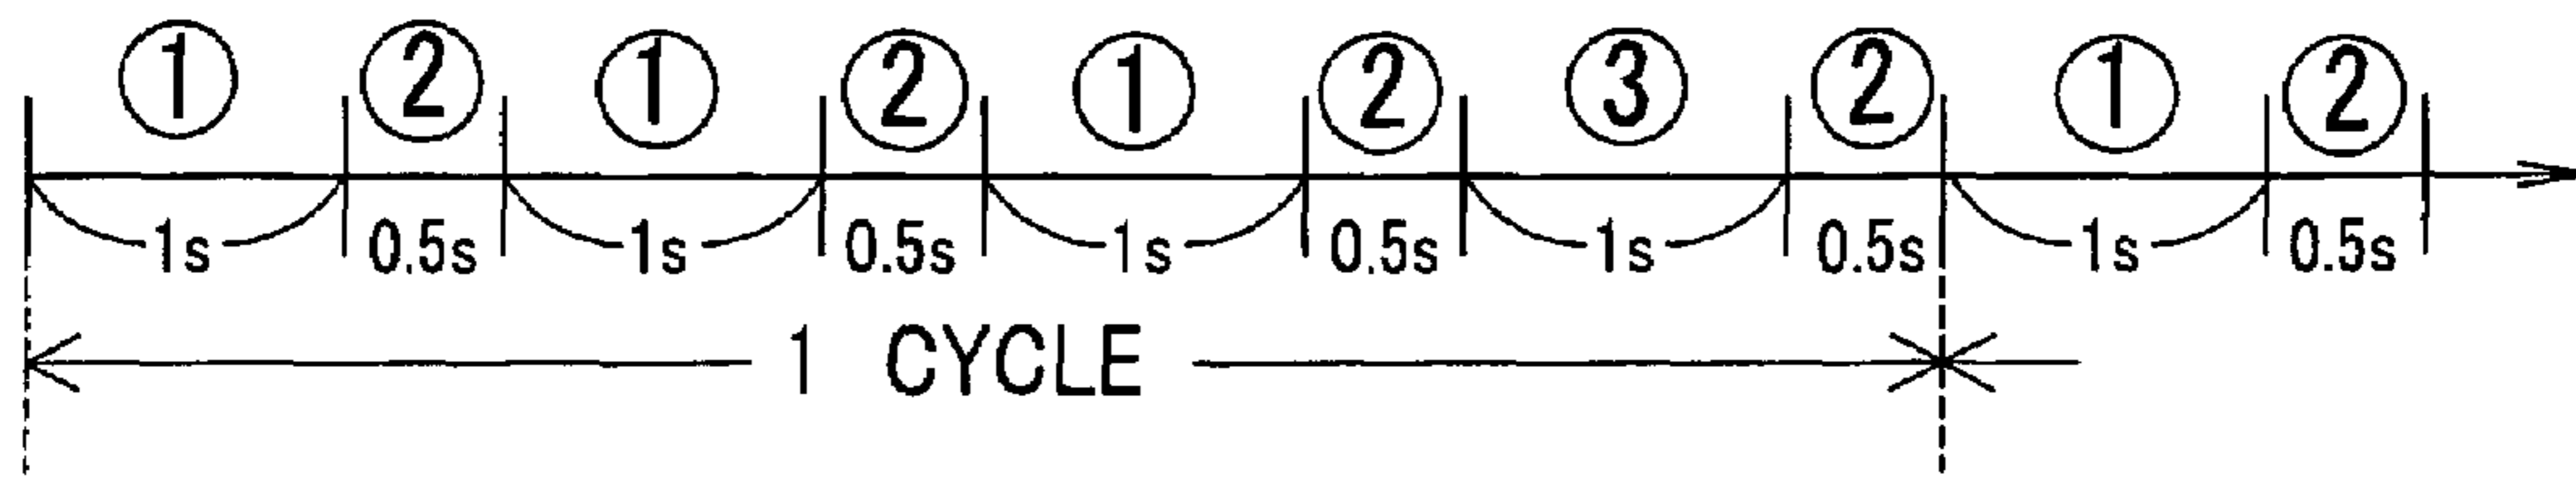 ① ② ① ② ① ② ③ ② ① ②
1s 0.5s 1s 0.5s 1s 0.5s 1s 0.5s 1s 0.5s
1 CYCLE